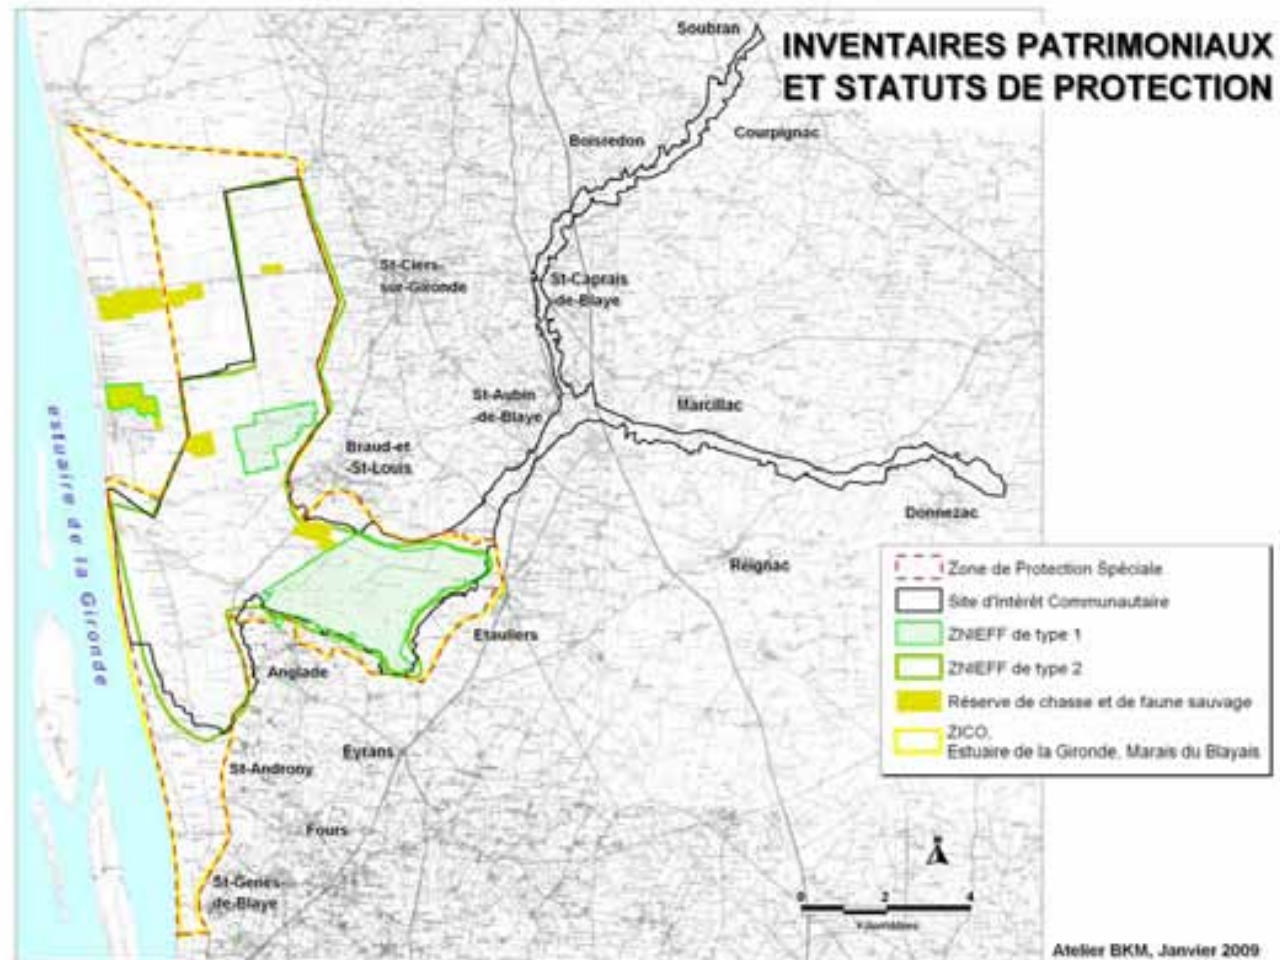 INVENTAIRES PATRIMONIAUX
ET STATUTS DE PROTECTION
Soubran
Courpignac
Boisredon
St-Ciers-
sur-Gironde
St-Caprais
-de-Blaye
St-Aubin
-de-Blaye
Marcillac
Braud-et
-St-Louis
Donnezac
Réignac
Etauliers
Anglade
Eyrans
St-Androny
Fours
St-Genes-
de-Blaye
estuaire de la Gironde
Zone de Protection Spéciale
Site d'Intérêt Communautaire
ZNIEFF de type 1
ZNIEFF de type 2
Réserve de chasse et de faune sauvage
ZICO,
Estuaire de la Gironde, Marais du Blayais
N
0 2 4
Kilomètres
Atelier BKM, Janvier 2009